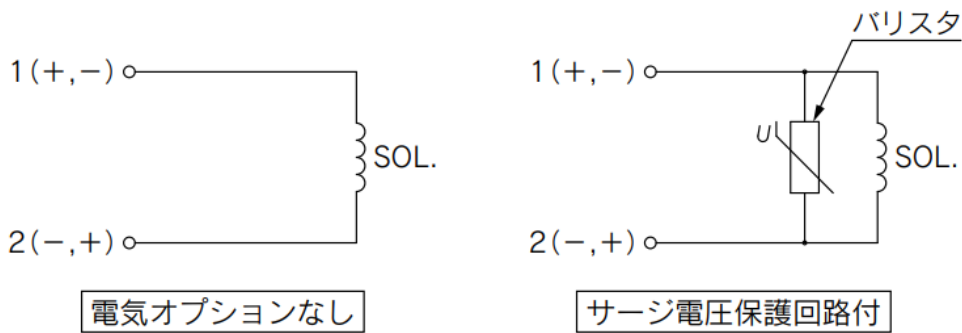 バリスタ
1(+,−)
SOL.
2(−,+)
電気オプションなし
1(+,−)
U
SOL.
2(−,+)
サージ電圧保護回路付